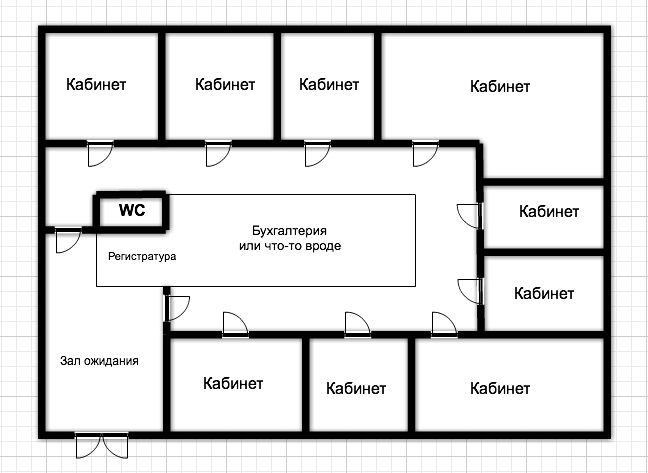 Кабинет
Кабинет
Кабинет
Кабинет
WC
Кабинет
Бухгалтерия
или что-то вроде
Регистратура
Кабинет
Зал ожидания
Кабинет
Кабинет
Кабинет